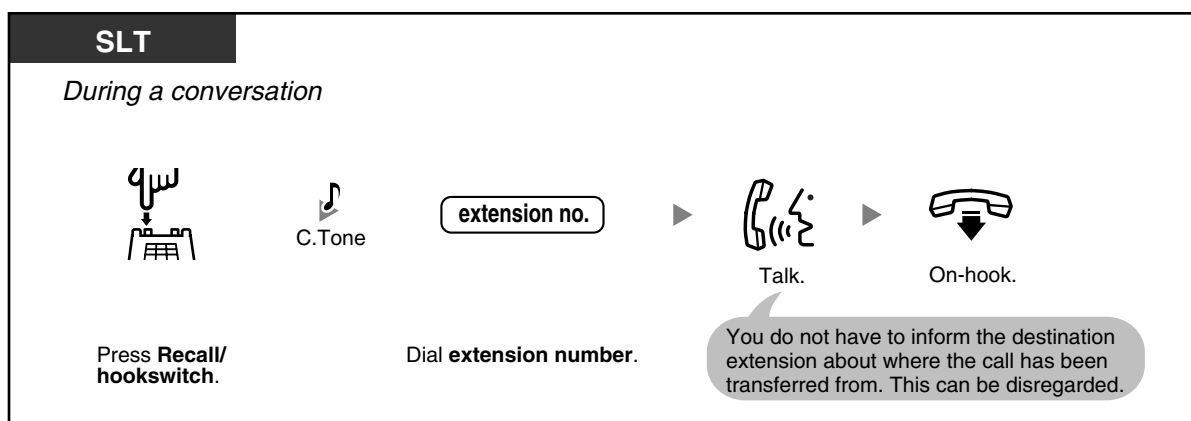 SLT
During a conversation
C.Tone
extension no.
Talk.
On-hook.
Press Recall/
hookswitch.
Dial extension number.
You do not have to inform the destination
extension about where the call has been
transferred from. This can be disregarded.